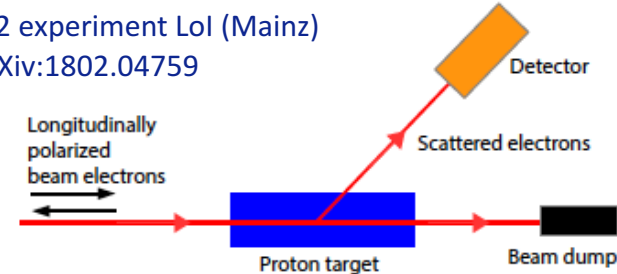 2 experiment LoI (Mainz)
Xiv:1802.04759
Detector
Longitudinally
polarized
beam electrons
Scattered electrons
Proton target
Beam dump